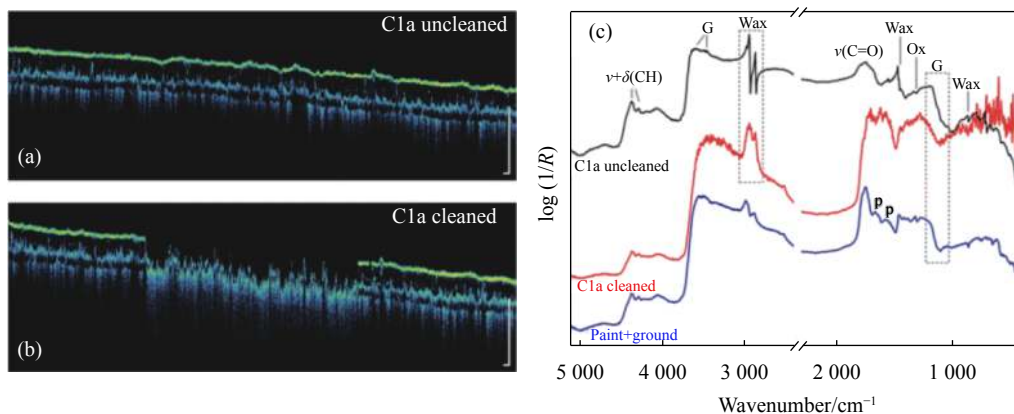 C1a uncleaned
(a)
C1a cleaned
(b)
(c)
G
Wax
ν(C=O)
Wax
Ox
G
Wax
ν+δ(CH)
C1a uncleaned
p
p
C1a cleaned
Paint+ground
log (1/R)
5 000
4 000
3 000
2 000
1 000
Wavenumber/cm⁻¹